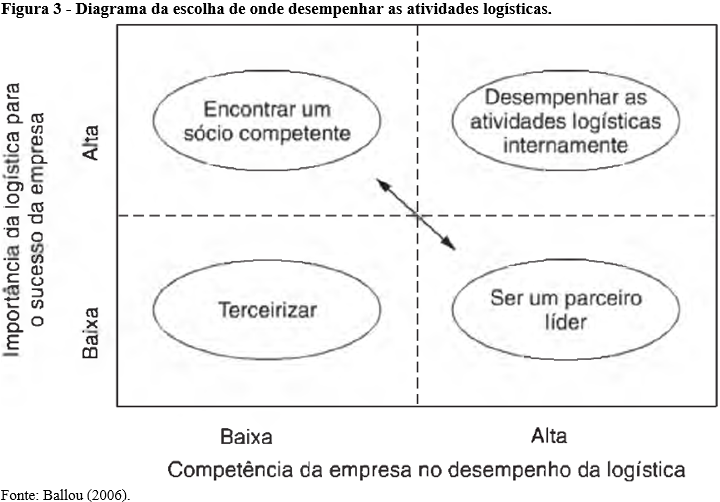 Figura 3 - Diagrama da escolha de onde desempenhar as atividades logísticas.
Importância da logística para
o sucesso da empresa
Alta
Baixa
Encontrar um
sócio competente
Desempenhar as
atividades logísticas
internamente
Terceirizar
Ser um parceiro
líder
Baixa
Alta
Competência da empresa no desempenho da logística
Fonte: Ballou (2006).